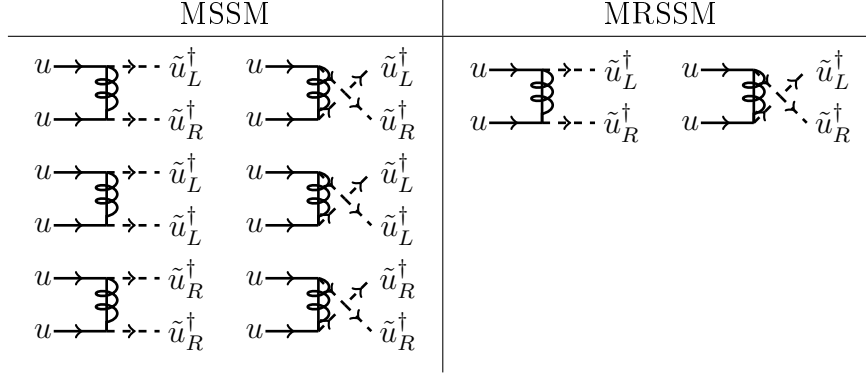 MSSM MRSSM
u ũ_L^† u ũ_L^† u ũ_L^† u ũ_L^†
u ũ_R^† u ũ_R^† u ũ_R^† u ũ_R^†
u ũ_L^† u ũ_L^†
u ũ_L^† u ũ_L^†
u ũ_R^† u ũ_R^†
u ũ_R^† u ũ_R^†